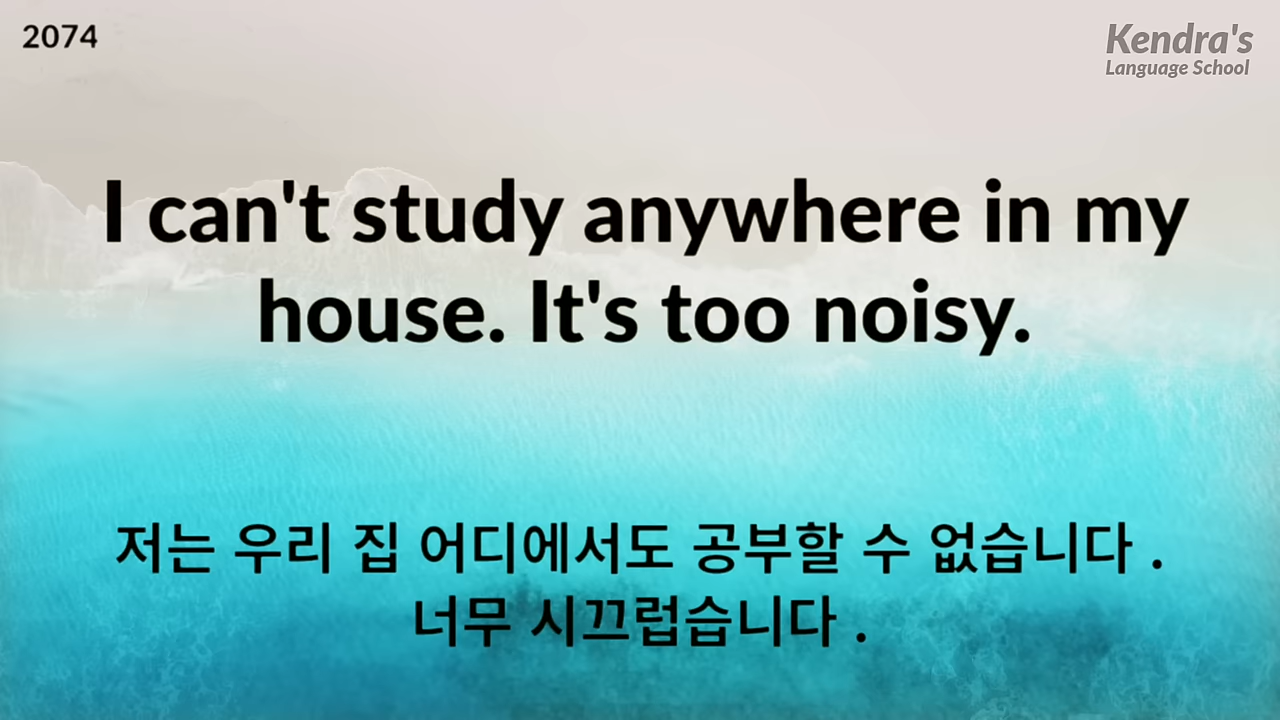 2074
Kendra's
Language School
I can't study anywhere in my
house. It's too noisy.
저는 우리 집 어디에서도 공부할 수 없습니다 .
너무 시끄럽습니다 .